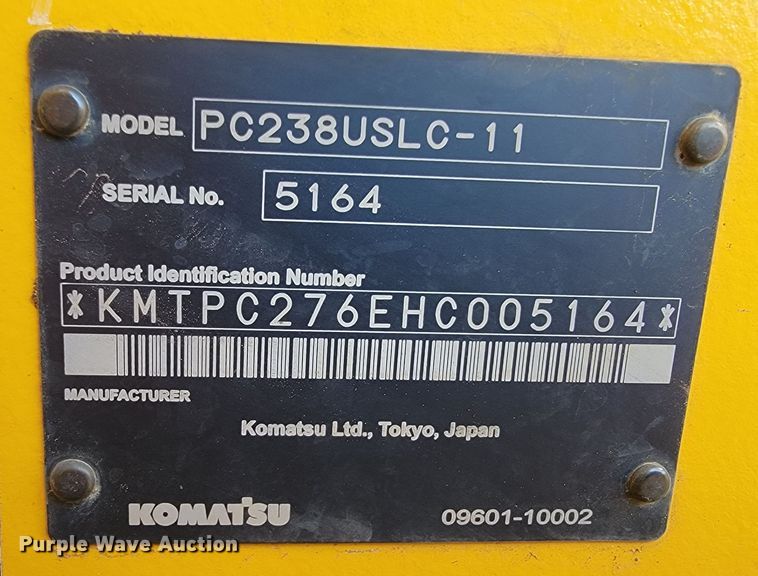 MODEL PC238USLC-11
SERIAL No. 5164
Product Identification Number
*KMTPC276EHC005164*
MANUFACTURER
Komatsu Ltd., Tokyo, Japan
KOMATSU 09601-10002
Purple Wave Auction